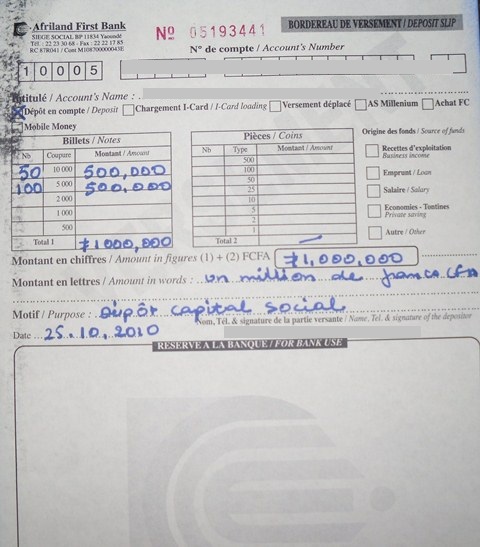 Afriland First Bank
SIEGE SOCIAL BP 11834 Yaoundé
Tél : 22 23 30 68 - Fax : 22 22 17 85
RC 878041 / Cont M108700000043E
Nº 05193441
BORDEREAU DE VERSEMENT / DEPOSIT SLIP
N° de compte / Account's Number
10005
Intitulé / Account's Name :
Dépôt en compte / Deposit Chargement I-Card / I-Card loading Versement déplacé AS Millenium Achat FC
Mobile Money
Billets / Notes
Nb Coupure Montant / Amount
50 10 000 500,000
100 5 000 500,000
2 000
1 000
500
Total 1 1000,000
Pièces / Coins
Nb Type Montant / Amount
500
100
50
25
10
5
2
1
Total 2
Origine des fonds / Source of funds
Recettes d'exploitation
Business income
Emprunt / Loan
Salaire / Salary
Economies - Tontines
Private saving
Autre / Other
Montant en chiffres / Amount in figures (1) + (2) FCFA 1,000,000
Montant en lettres / Amount in words : un million de francs CFA
Motif / Purpose : Dépôt capital social
Nom, Tél. & signature de la partie versante / Name, Tel. & signature of the depositor
Date 25.10.2010
RESERVE A LA BANQUE / FOR BANK USE